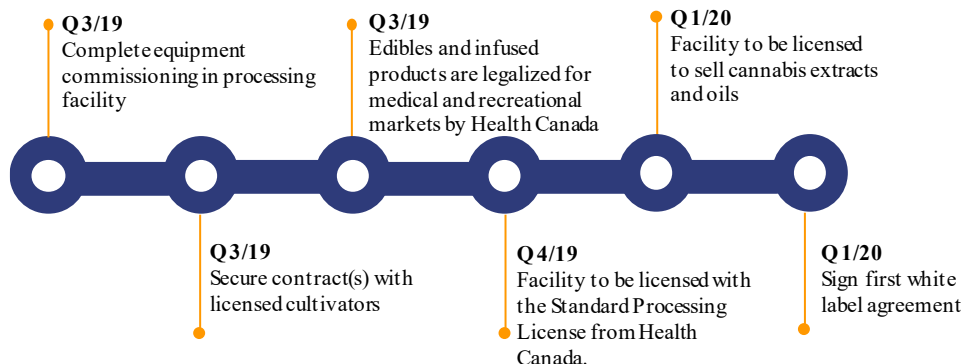 Q3/19
Complete equipment
commissioning in processing
facility
Q3/19
Edibles and infused
products are legalized for
medical and recreational
markets by Health Canada
Q1/20
Facility to be licensed
to sell cannabis extracts
and oils
Q3/19
Secure contract(s) with
licensed cultivators
Q4/19
Facility to be licensed with
the Standard Processing
License from Health
Canada.
Q1/20
Sign first white
label agreement